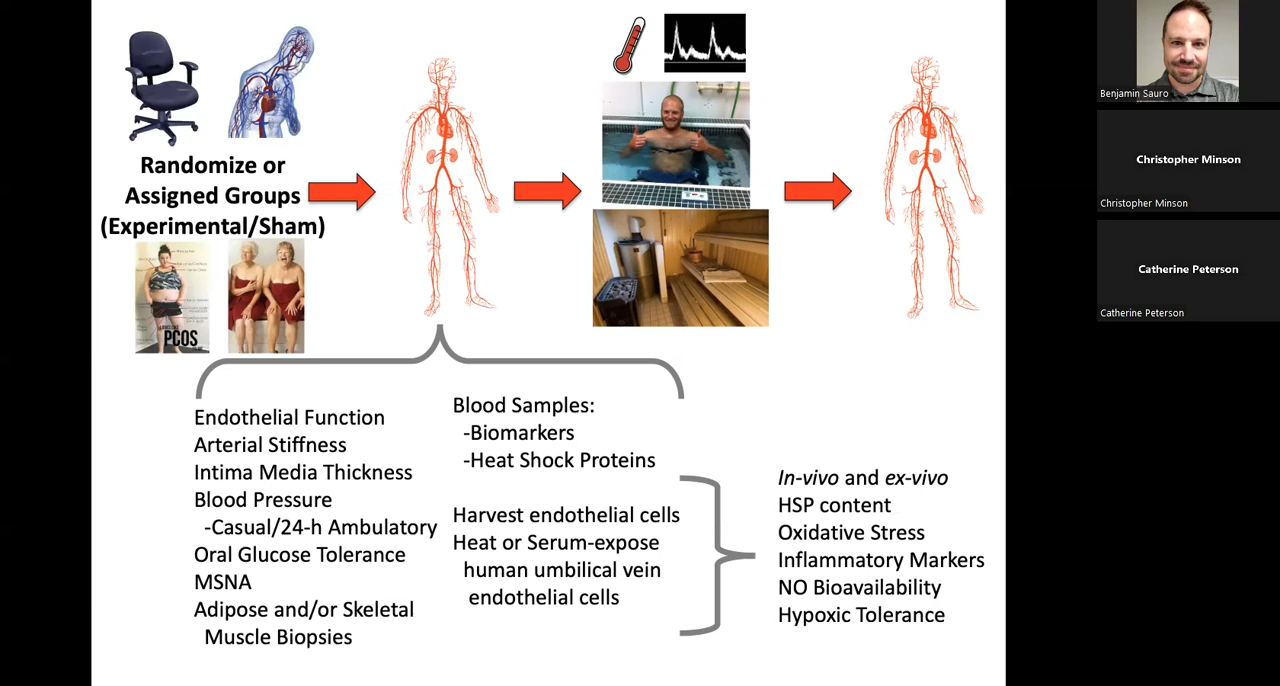 Randomize or
Assigned Groups
(Experimental/Sham)
PCOS
Endothelial Function
Arterial Stiffness
Intima Media Thickness
Blood Pressure
-Casual/24-h Ambulatory
Oral Glucose Tolerance
MSNA
Adipose and/or Skeletal
Muscle Biopsies
Blood Samples:
-Biomarkers
-Heat Shock Proteins
Harvest endothelial cells
Heat or Serum-expose
human umbilical vein
endothelial cells
In-vivo and ex-vivo
HSP content
Oxidative Stress
Inflammatory Markers
NO Bioavailability
Hypoxic Tolerance
Benjamin Sauro
Christopher Minson
Christopher Minson
Catherine Peterson
Catherine Peterson